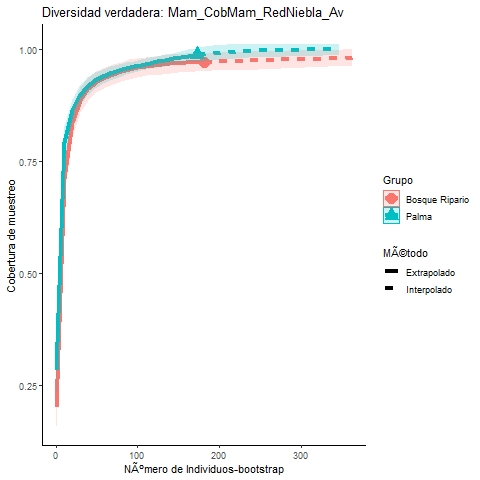 Diversidad verdadera: Mam_CobMam_RedNiebla_Av
1.00
0.75
0.50
0.25
Cobertura de muestreo
0
100
200
300
NÃºmero de Individuos-bootstrap
Grupo
Bosque Ripario
Palma
MÃ©todo
Extrapolado
Interpolado